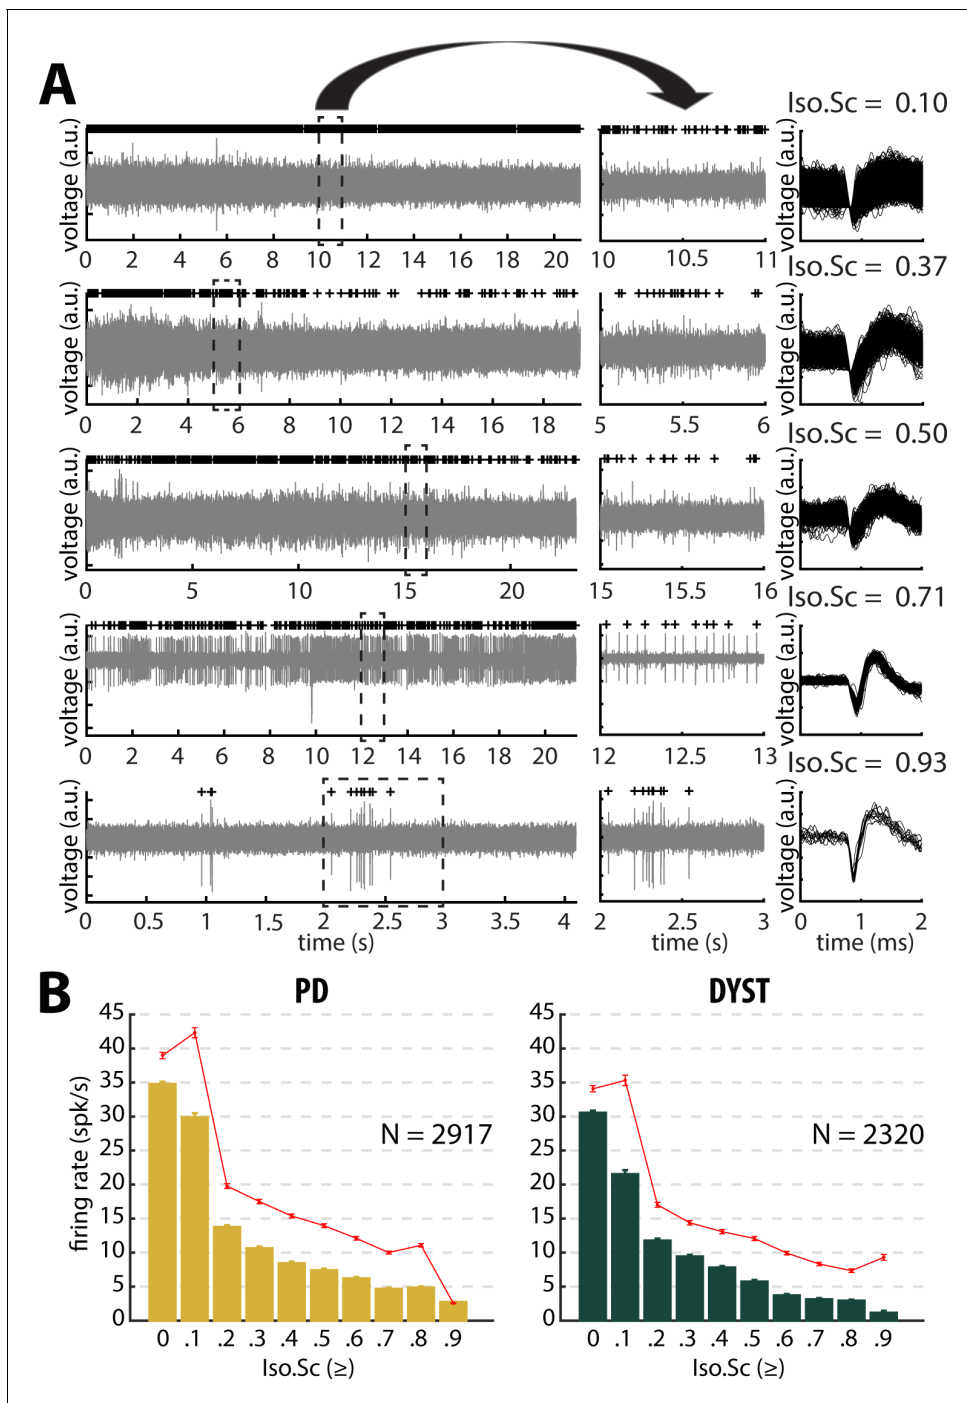 A
Iso.Sc = 0.10
voltage (a.u.)
0 2 4 6 8 10 12 14 16 18 20
10 10.5 11
Iso.Sc = 0.37
voltage (a.u.)
0 2 4 6 8 10 12 14 16 18
5 5.5 6
Iso.Sc = 0.50
voltage (a.u.)
0 5 10 15 20
15 15.5 16
Iso.Sc = 0.71
voltage (a.u.)
0 2 4 6 8 10 12 14 16 18 20
12 12.5 13
Iso.Sc = 0.93
voltage (a.u.)
0 0.5 1 1.5 2 2.5 3 3.5 4
2 2.5 3
0 1 2
time (s)
time (s)
time (ms)
voltage (a.u.)
voltage (a.u.)
voltage (a.u.)
voltage (a.u.)
voltage (a.u.)
B
PD
firing rate (spk/s)
45
40
35
30
25
20
15
10
5
0
N = 2917
0 .1 .2 .3 .4 .5 .6 .7 .8 .9
Iso.Sc (≥)
DYST
45
40
35
30
25
20
15
10
5
0
N = 2320
0 .1 .2 .3 .4 .5 .6 .7 .8 .9
Iso.Sc (≥)